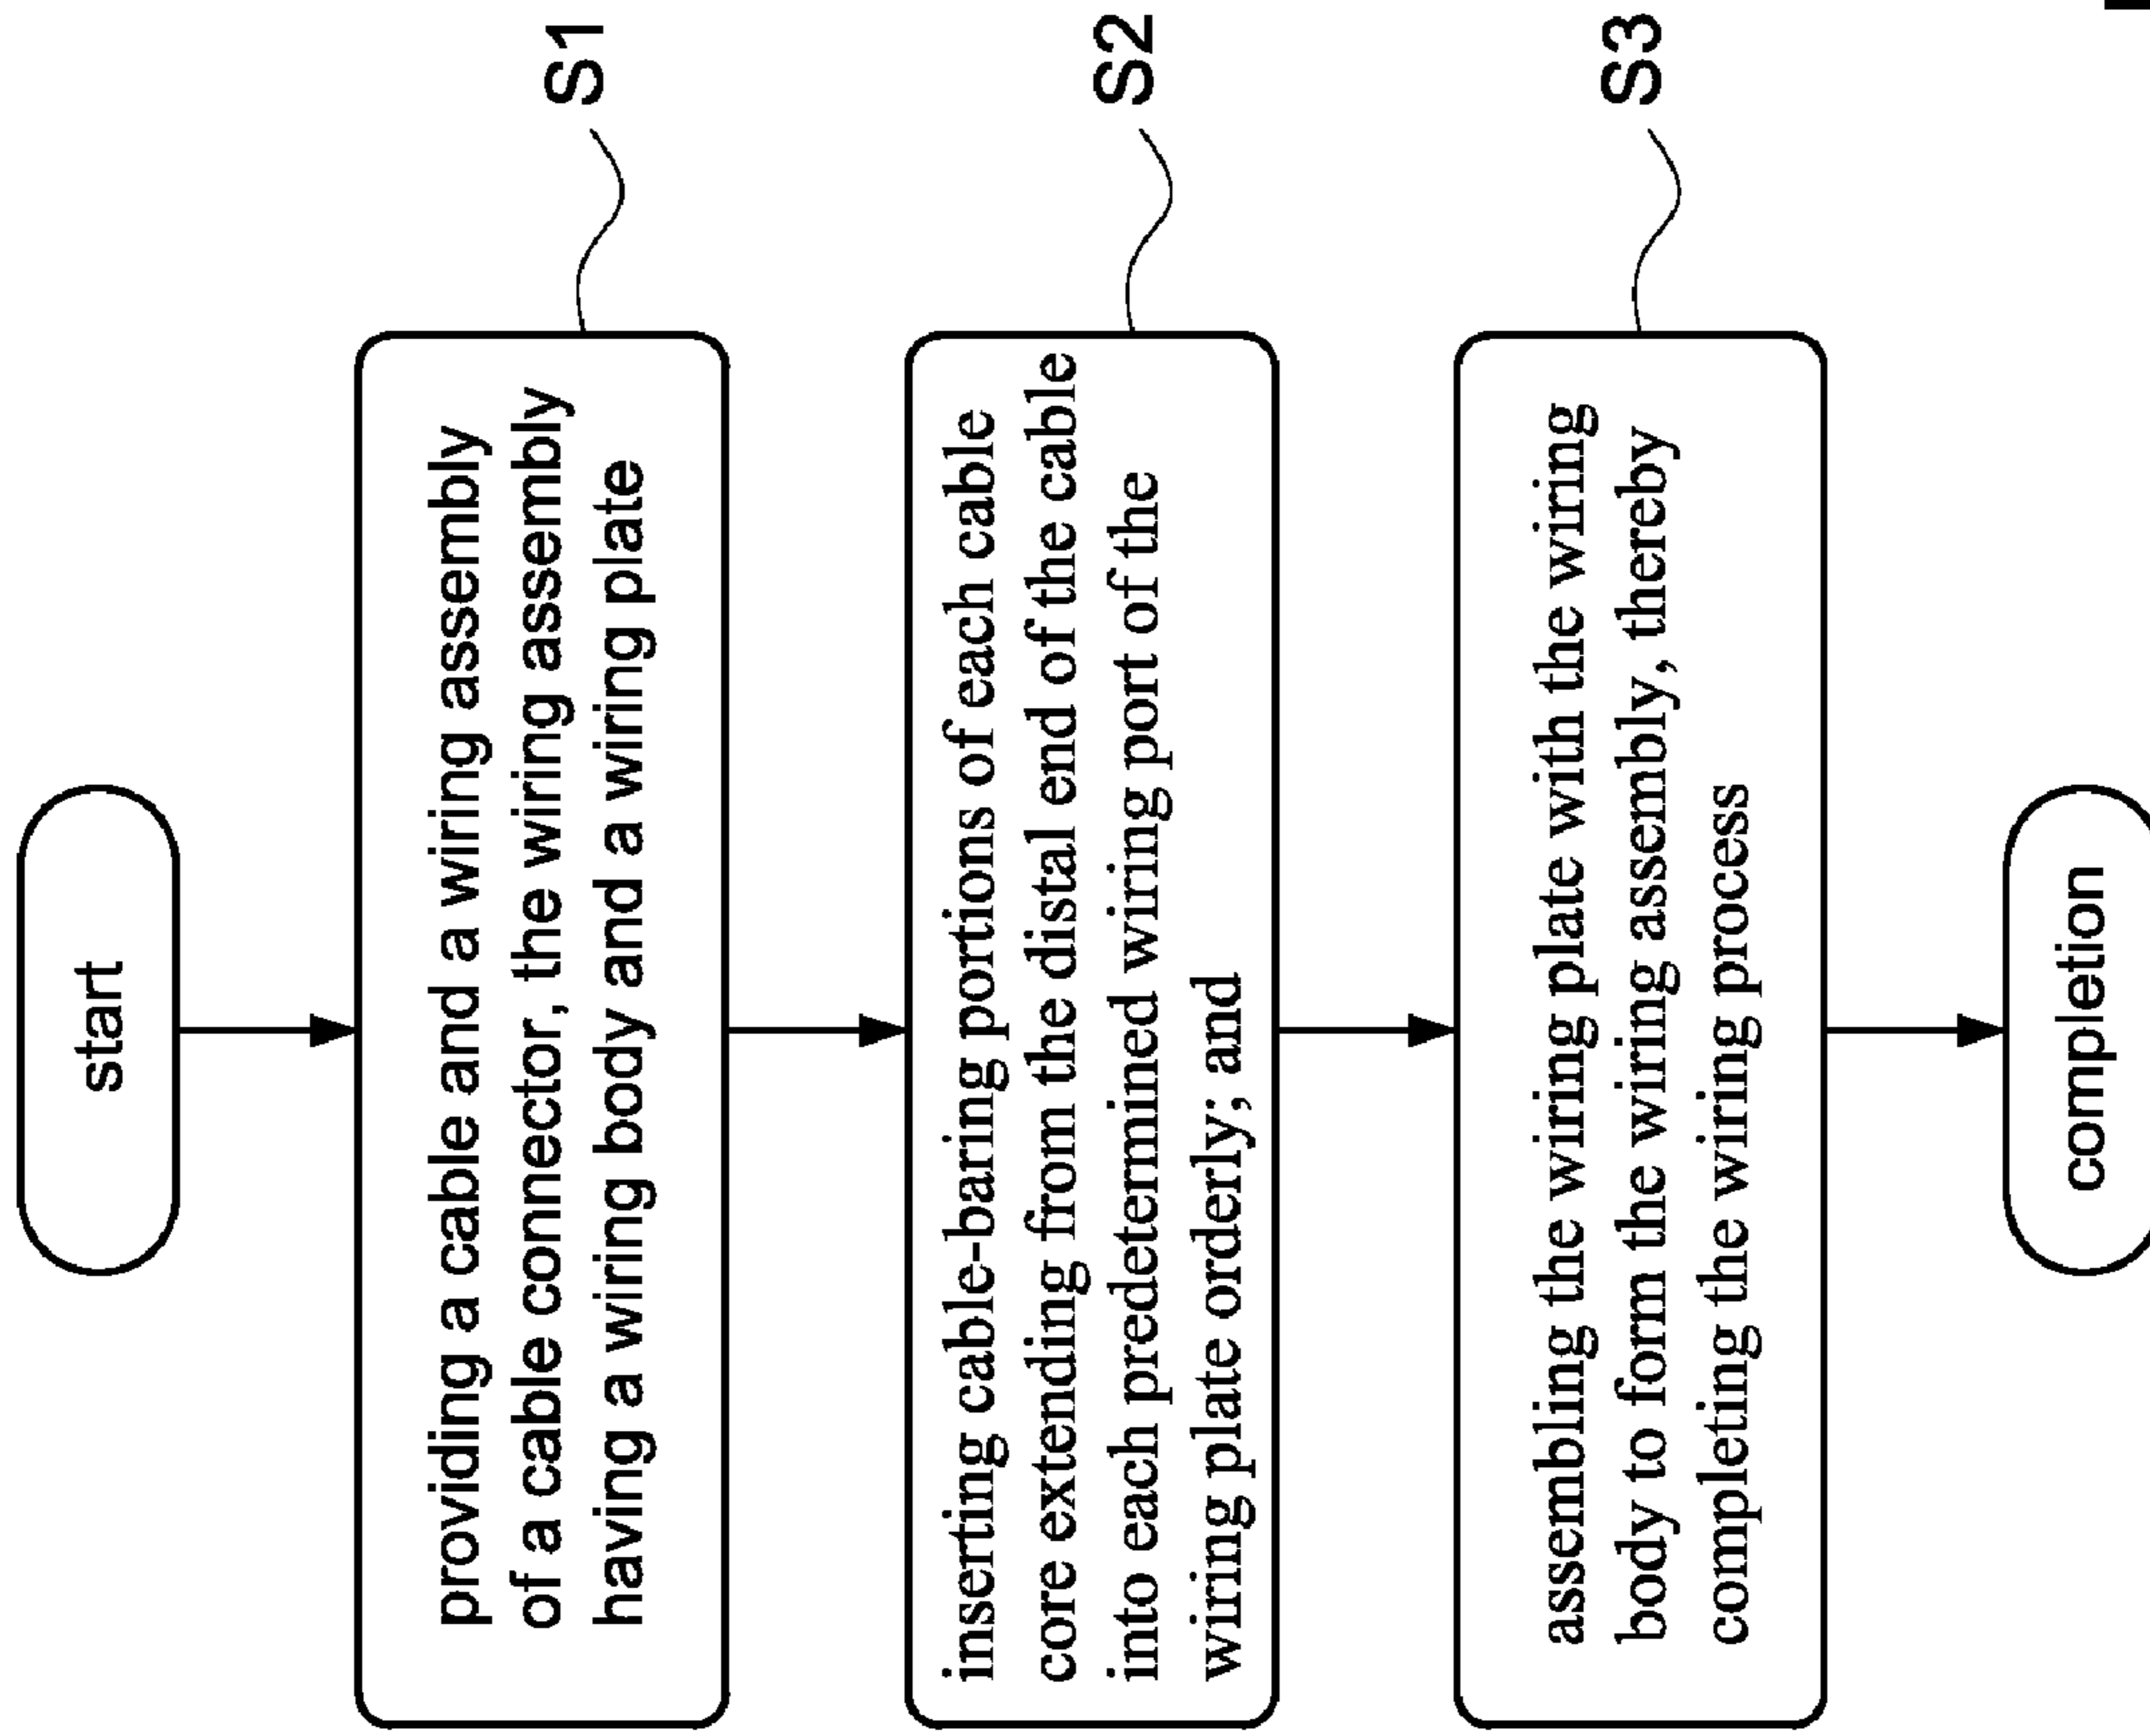 start
providing a cable and a wiring assembly
of a cable connector, the wiring assembly
having a wiring body and a wiring plate
S1
inserting cable-baring portions of each cable
core extending from the distal end of the cable
into each predetermined wiring port of the
wiring plate orderly; and
S2
assembling the wiring plate with the wiring
body to form the wiring assembly, thereby
completing the wiring process
S3
completion